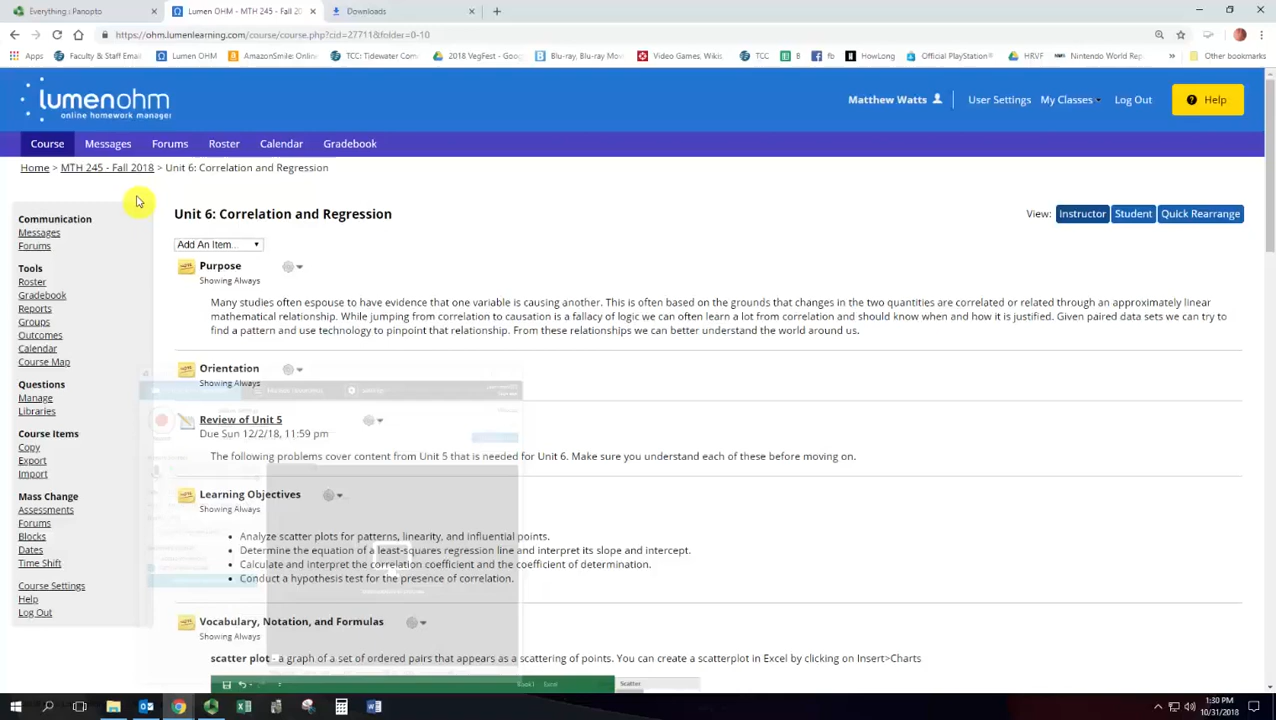 Everything : Panopto
Lumen OHM - MTH 245 - Fall 20
Downloads
https://ohm.lumenlearning.com/course/course.php?cid=27711&folder=0-10
Apps
Faculty & Staff Email
Lumen OHM
AmazonSmile: Onlin
TCC: Tidewater Comm
2018 VegFest - Goog
Blu-ray, Blu-ray Mov
Video Games, Wikis
TCC
B
fb
HowLong
Official PlayStation®
HRVF
Nintendo World Rep
Other bookmarks
lumenohm
online homework manager
Matthew Watts
User Settings
My Classes
Log Out
? Help
Course
Messages
Forums
Roster
Calendar
Gradebook
Home > MTH 245 - Fall 2018 > Unit 6: Correlation and Regression
Communication
Messages
Forums
Tools
Roster
Gradebook
Reports
Groups
Outcomes
Calendar
Course Map
Questions
Manage
Libraries
Course Items
Copy
Export
Import
Mass Change
Assessments
Forums
Blocks
Dates
Time Shift
Course Settings
Help
Log Out
Unit 6: Correlation and Regression
View: Instructor Student Quick Rearrange
Add An Item...
Purpose
Showing Always
Many studies often espouse to have evidence that one variable is causing another. This is often based on the grounds that changes in the two quantities are correlated or related through an approximately linear
mathematical relationship. While jumping from correlation to causation is a fallacy of logic we can often learn a lot from correlation and should know when and how it is justified. Given paired data sets we can try to
find a pattern and use technology to pinpoint that relationship. From these relationships we can better understand the world around us.
Orientation
Showing Always
Review of Unit 5
Due Sun 12/2/18, 11:59 pm
The following problems cover content from Unit 5 that is needed for Unit 6. Make sure you understand each of these before moving on.
Learning Objectives
Showing Always
• Analyze scatter plots for patterns, linearity, and influential points.
• Determine the equation of a least-squares regression line and interpret its slope and intercept.
• Calculate and interpret the correlation coefficient and the coefficient of determination.
• Conduct a hypothesis test for the presence of correlation.
Vocabulary, Notation, and Formulas
Showing Always
scatter plot - a graph of a set of ordered pairs that appears as a scattering of points. You can create a scatterplot in Excel by clicking on Insert>Charts
Book1 Excel
Scatter
1:30 PM
10/31/2018